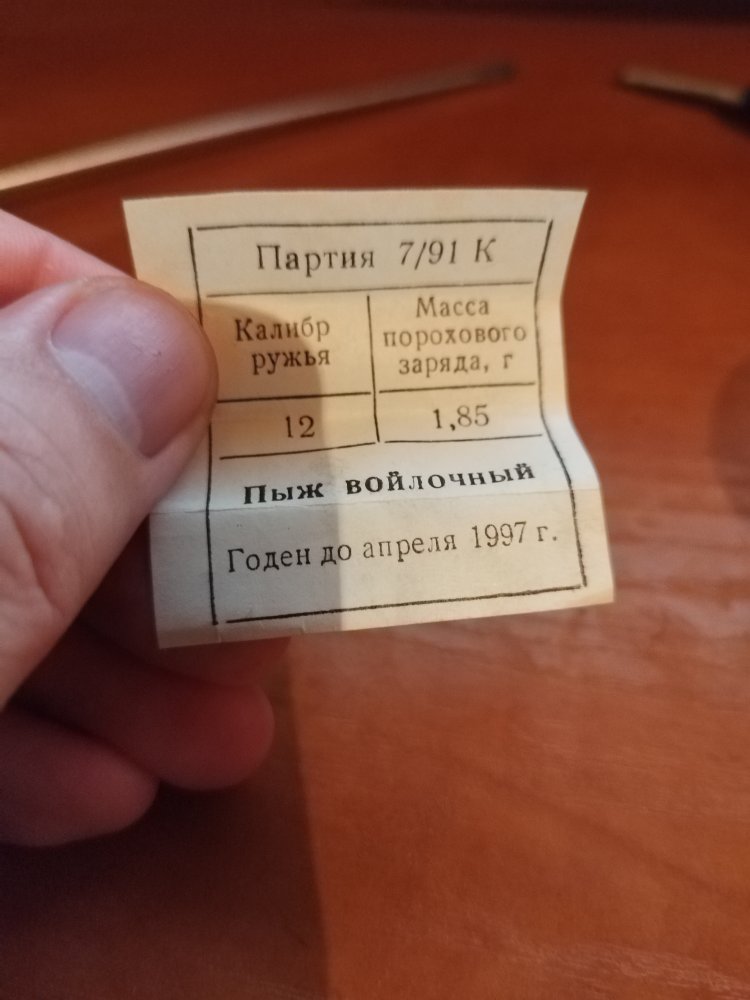 Партия 7/91 К
Калибр
ружья
Масса
порохового
заряда, г
12
1,85
Пыж войлочный
Годен до апреля 1997 г.